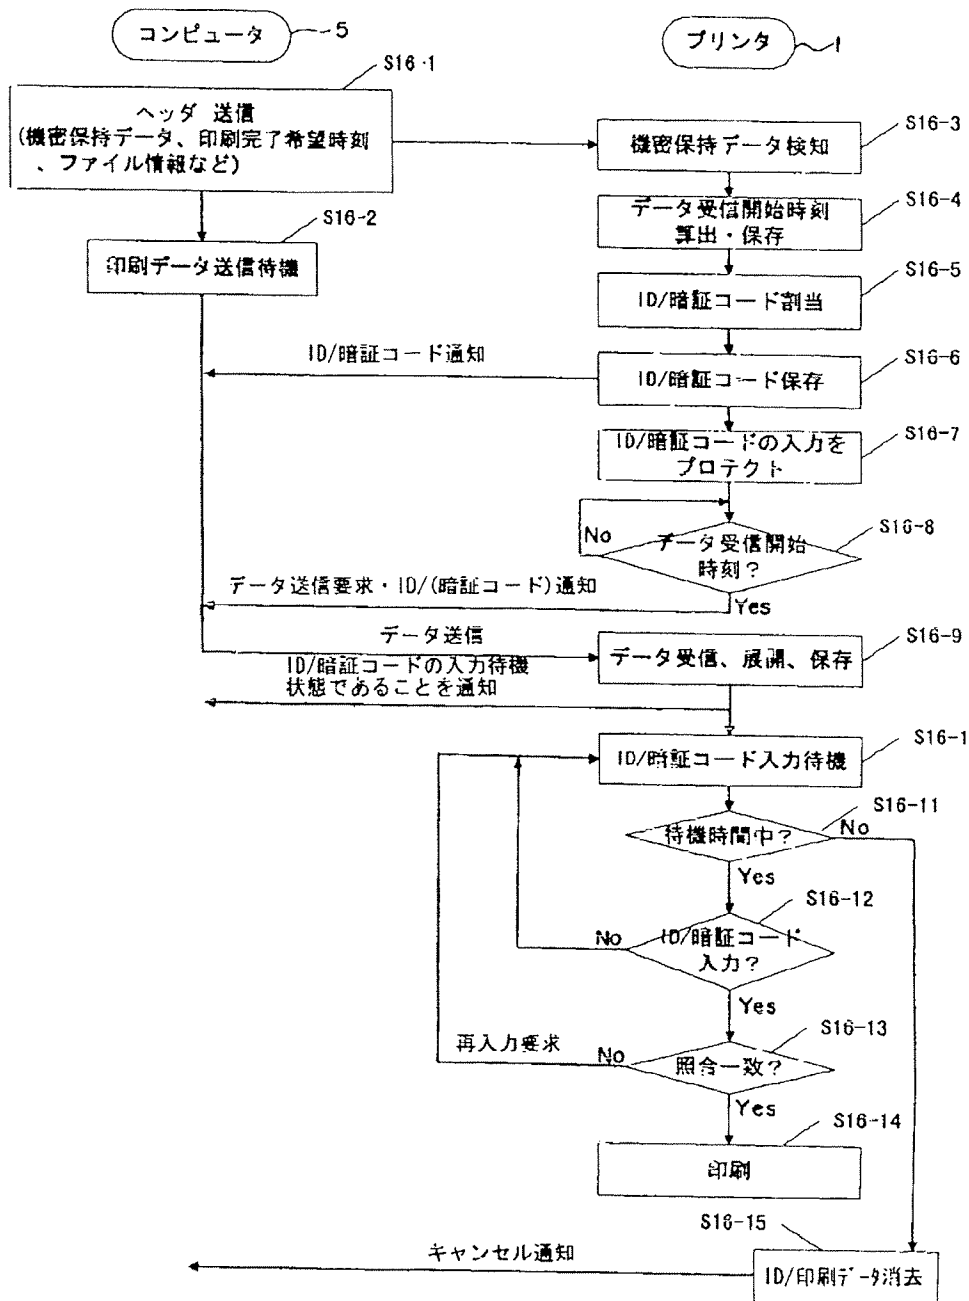 コンピュータ
5
プリンタ
1
S16-1
ヘッダ 送信
(機密保持データ、印刷完了希望時刻
、ファイル情報など)
S16-3
機密保持データ検知
S16-2
印刷データ送信待機
S16-4
データ受信開始時刻
算出・保存
S16-5
ID/暗証コード割当
ID/暗証コード通知
S16-6
ID/暗証コード保存
S16-7
ID/暗証コードの入力を
プロテクト
S16-8
No
データ受信開始
時刻?
データ送信要求・ID/(暗証コード)通知
Yes
データ送信
S16-9
データ受信、展開、保存
ID/暗証コードの入力待機
状態であることを通知
S16-1
ID/暗証コード入力待機
S16-11
待機時間中?
No
Yes
S16-12
No
ID/暗証コード
入力?
Yes
S16-13
再入力要求
No
照合一致?
Yes
S16-14
印刷
S16-15
キャンセル通知
ID/印刷データ消去